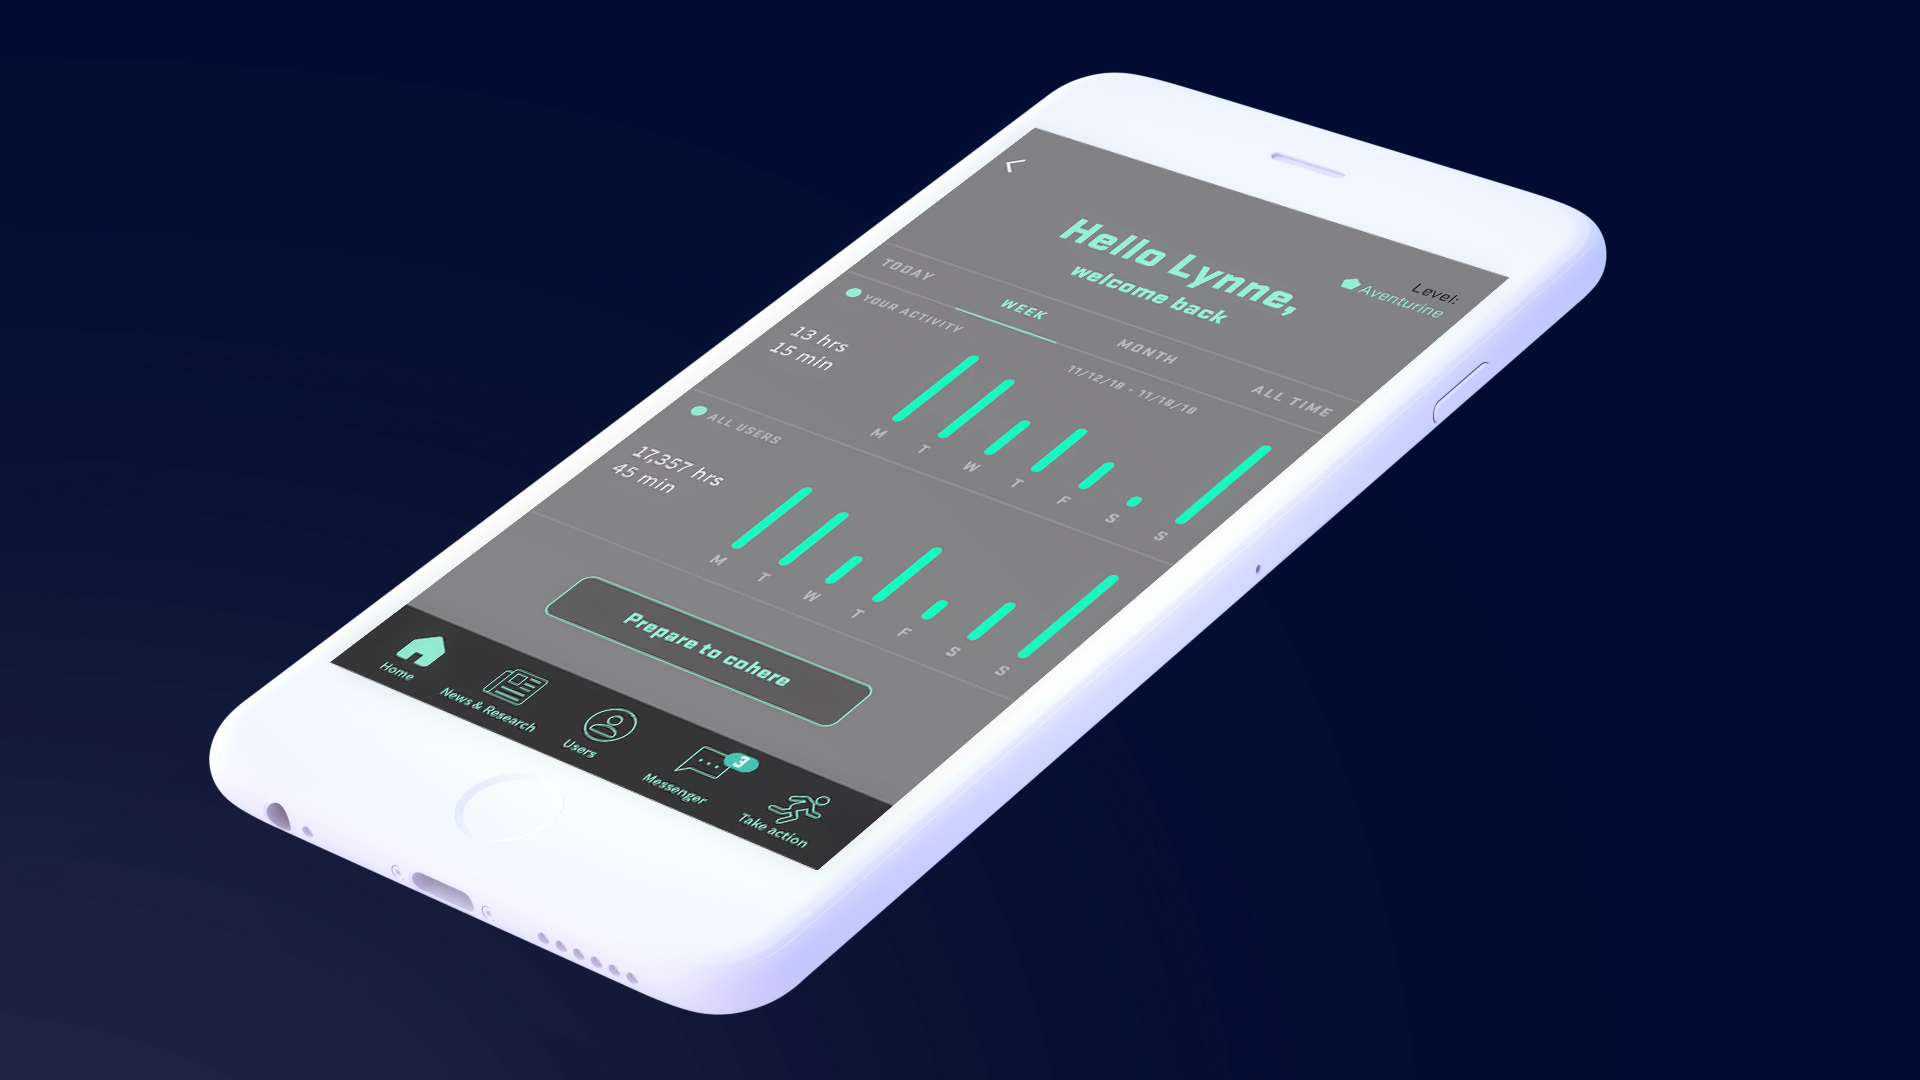 Hello Lynne,
welcome back
Level:
Aventurine
TODAY
WEEK
MONTH
ALL TIME
YOUR ACTIVITY
11/12/18 - 11/18/18
13 hrs
15 min
M T W T F S S
ALL USERS
17,357 hrs
45 min
M T W T F S S
Prepare to cohere
Home
News & Research
Users
3
Messenger
Take action